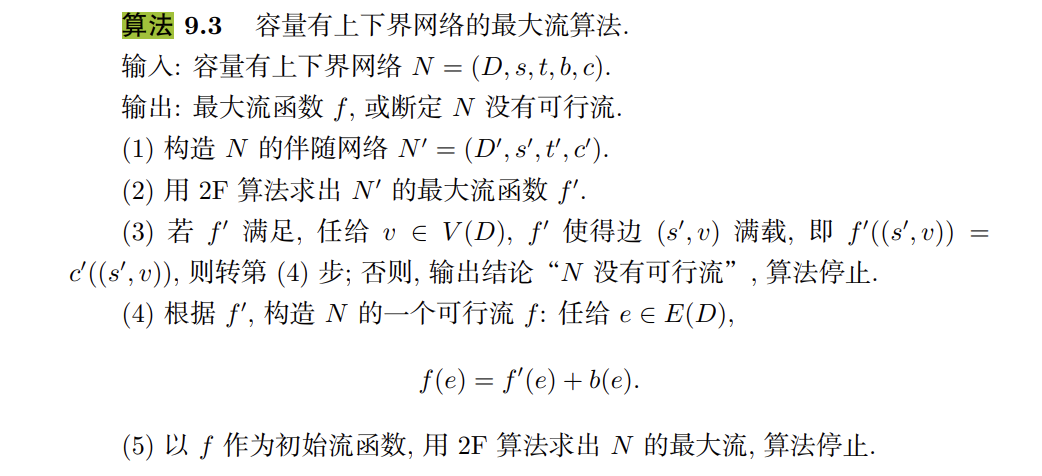 算法 9.3 容量有上下界网络的最大流算法.
输入: 容量有上下界网络 N = (D, s, t, b, c).
输出: 最大流函数 f, 或断定 N 没有可行流.
(1) 构造 N 的伴随网络 N′ = (D′, s′, t′, c′).
(2) 用 2F 算法求出 N′ 的最大流函数 f′.
(3) 若 f′ 满足, 任给 v ∈ V(D), f′ 使得边 (s′, v) 满载, 即 f′((s′, v)) =
c′((s′, v)), 则转第 (4) 步; 否则, 输出结论“N 没有可行流”, 算法停止.
(4) 根据 f′, 构造 N 的一个可行流 f: 任给 e ∈ E(D),
f(e) = f′(e) + b(e).
(5) 以 f 作为初始流函数, 用 2F 算法求出 N 的最大流, 算法停止.